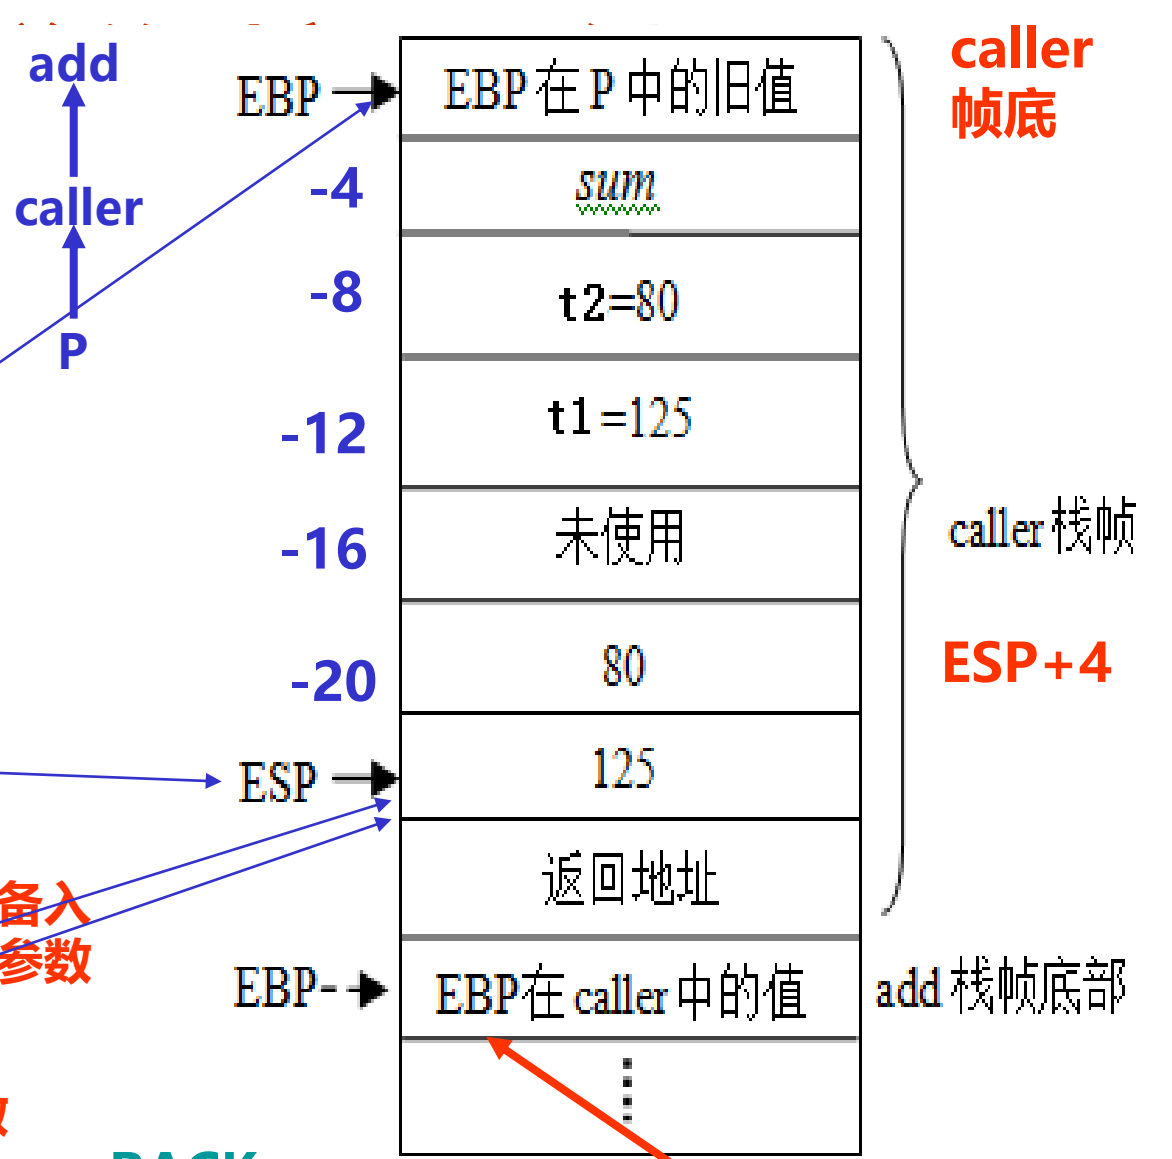 add
caller
P
EBP
EBP在P中的旧值
caller
帧底
-4
sum
-8
t2=80
-12
t1=125
-16
未使用
caller栈帧
-20
80
ESP+4
ESP
125
备入
参数
返回地址
EBP-
EBP在caller中的值
add栈帧底部